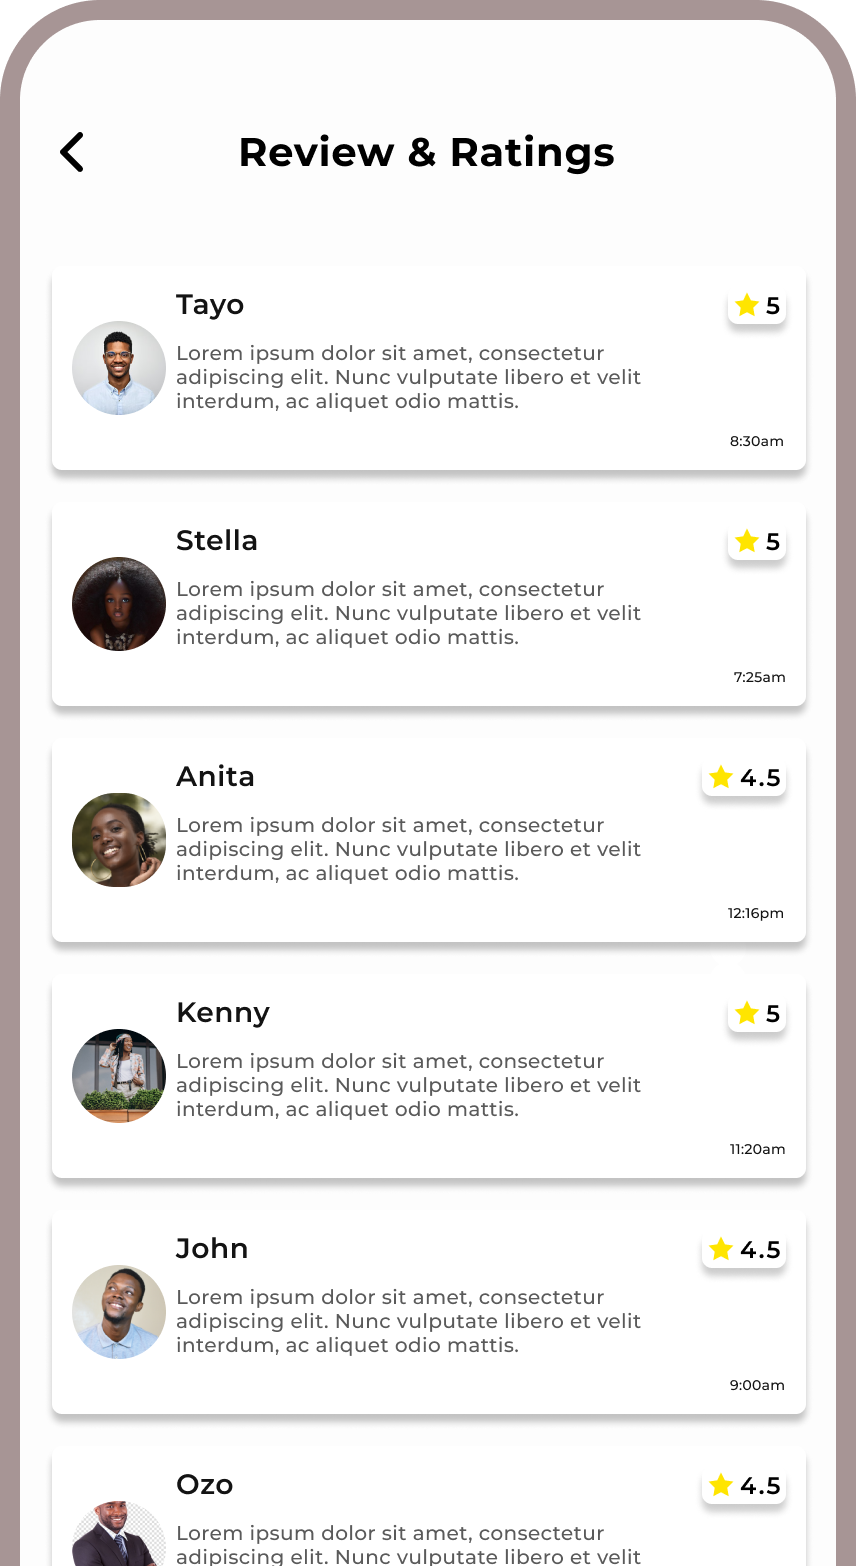 Review & Ratings
Tayo
5
Lorem ipsum dolor sit amet, consectetur
adipiscing elit. Nunc vulputate libero et velit
interdum, ac aliquet odio mattis.
8:30am
Stella
5
Lorem ipsum dolor sit amet, consectetur
adipiscing elit. Nunc vulputate libero et velit
interdum, ac aliquet odio mattis.
7:25am
Anita
4.5
Lorem ipsum dolor sit amet, consectetur
adipiscing elit. Nunc vulputate libero et velit
interdum, ac aliquet odio mattis.
12:16pm
Kenny
5
Lorem ipsum dolor sit amet, consectetur
adipiscing elit. Nunc vulputate libero et velit
interdum, ac aliquet odio mattis.
11:20am
John
4.5
Lorem ipsum dolor sit amet, consectetur
adipiscing elit. Nunc vulputate libero et velit
interdum, ac aliquet odio mattis.
9:00am
Ozo
4.5
Lorem ipsum dolor sit amet, consectetur
adipiscing elit. Nunc vulputate libero et velit